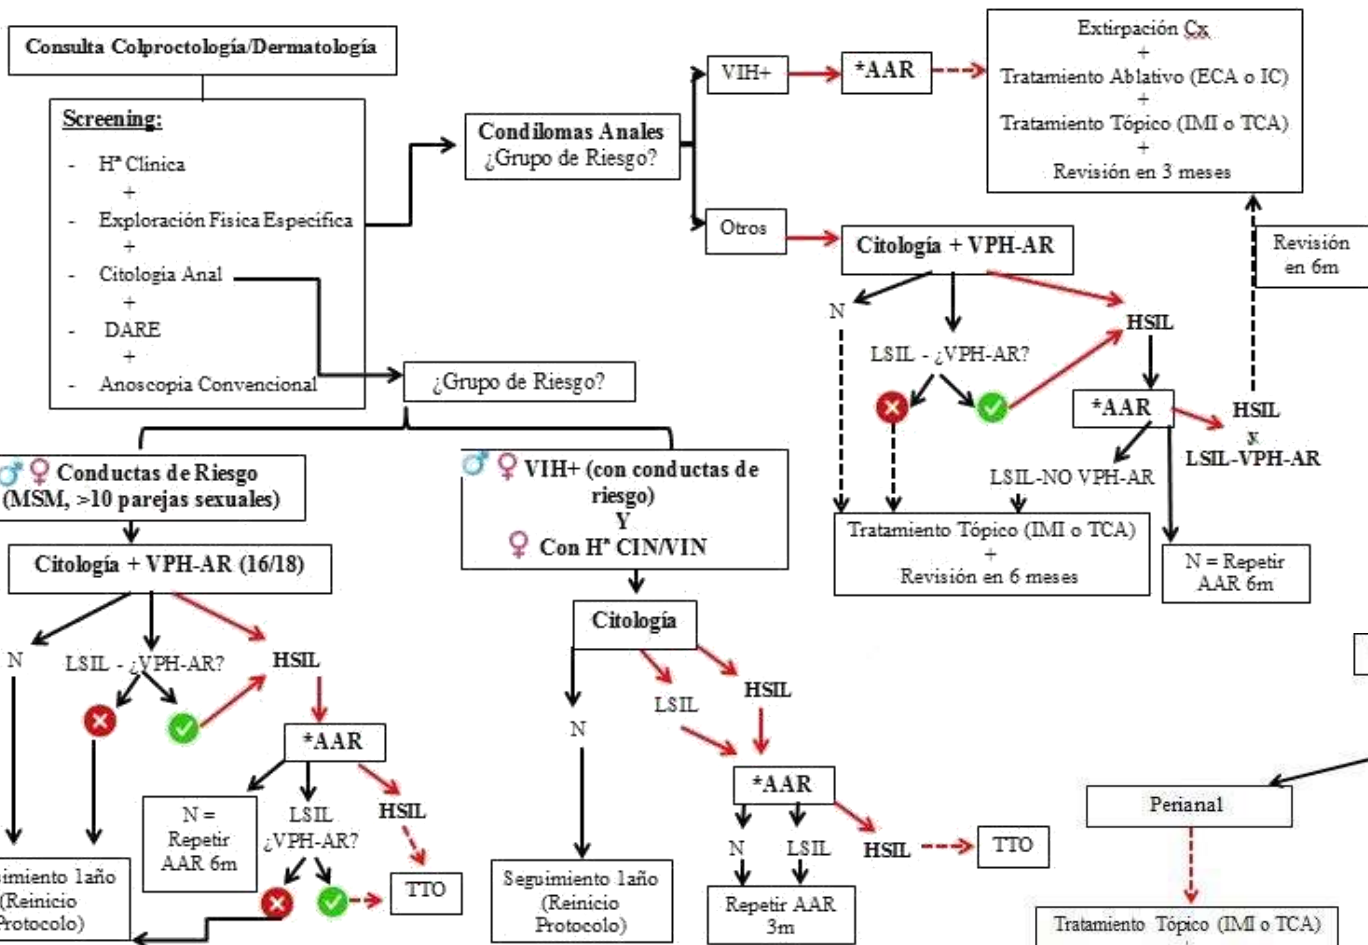 Consulta Colproctología/Dermatología
Screening:
- Hª Clínica
+
- Exploración Física Especifica
+
- Citología Anal
+
- DARE
+
- Anoscopia Convencional
Condilomas Anales
¿Grupo de Riesgo?
VIH+
*AAR
Extirpación Cx
+
Tratamiento Ablativo (ECA o IC)
+
Tratamiento Tópico (IMI o TCA)
+
Revisión en 3 meses
Otros
Citología + VPH-AR
Revisión
en 6m
N
LSIL - ¿VPH-AR?
HSIL
*AAR
HSIL
y
LSIL-VPH-AR
LSIL-NO VPH-AR
Tratamiento Tópico (IMI o TCA)
+
Revisión en 6 meses
N = Repetir
AAR 6m
¿Grupo de Riesgo?
Conductas de Riesgo
(MSM, >10 parejas sexuales)
Citología + VPH-AR (16/18)
N
LSIL - ¿VPH-AR?
HSIL
*AAR
N =
Repetir
AAR 6m
LSIL
¿VPH-AR?
HSIL
TTO
imiento 1año
(Reinicio
Protocolo)
VIH+ (con conductas de
riesgo)
Y
Con Hª CIN/VIN
Citología
N
LSIL
HSIL
*AAR
N
LSIL
HSIL
TTO
Seguimiento 1año
(Reinicio
Protocolo)
Repetir AAR
3m
Perianal
Tratamiento Tópico (IMI o TCA)